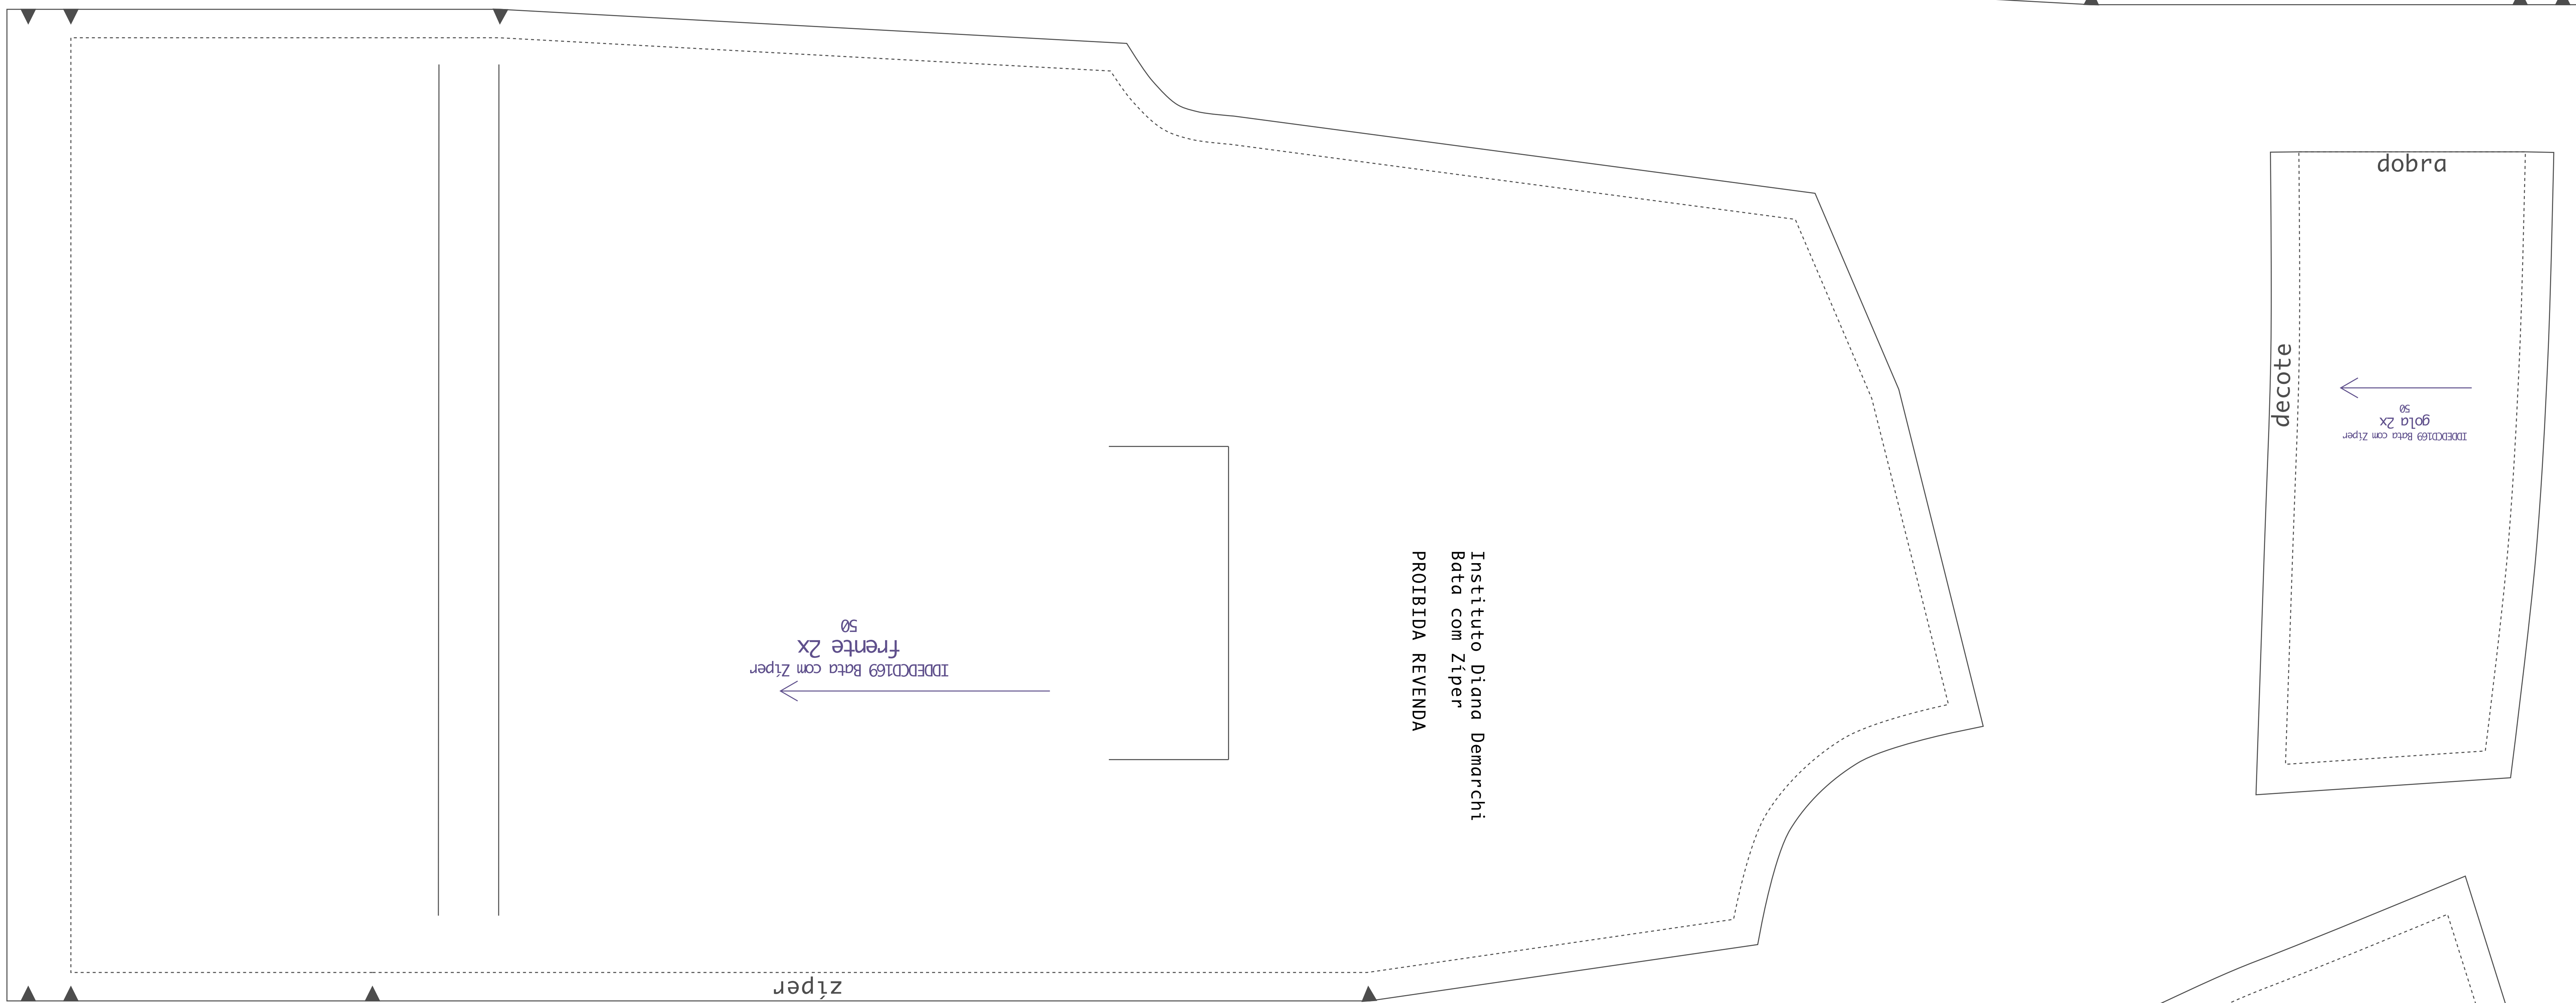 dobra
decote
IDDEDCD169 Bata com Zíper
gola 2x
50
Instituto Diana Demarchi
Bata com Zíper
PROIBIDA REVENDA
IDDEDCD169 Bata com Zíper
frente 2x
50
zíper